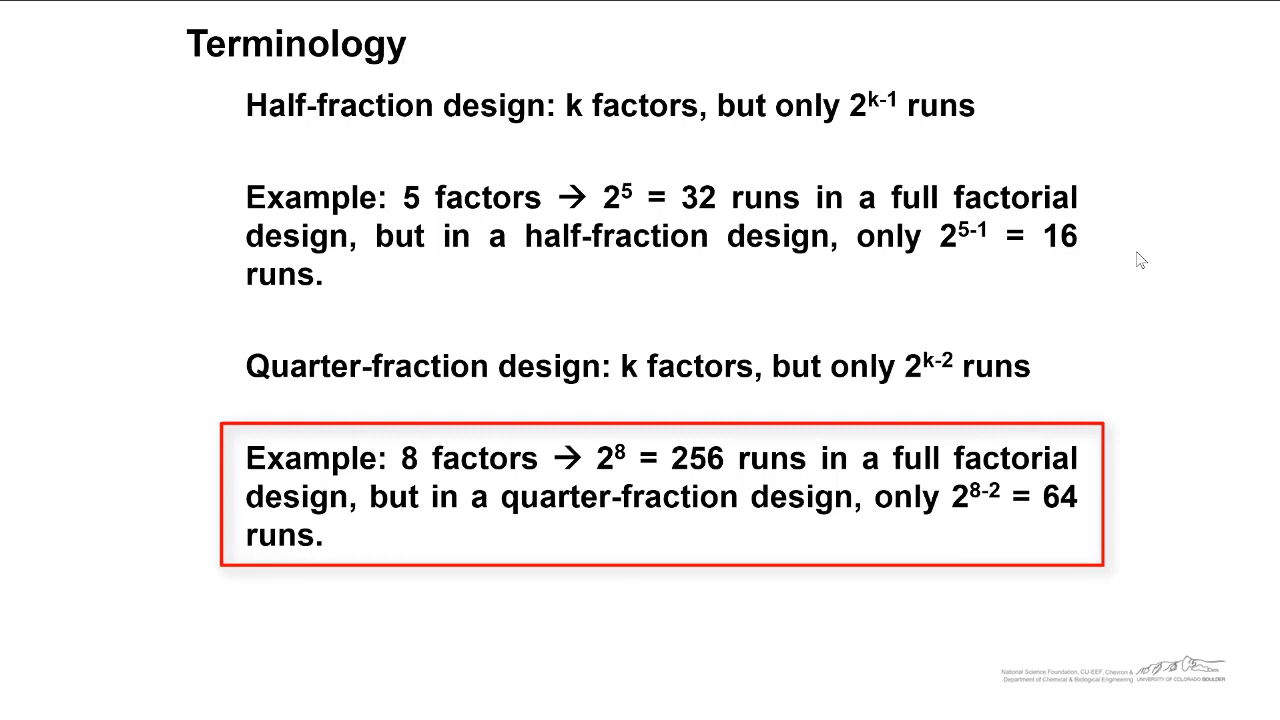 Terminology
Half-fraction design: k factors, but only 2^{k-1} runs
Example: 5 factors → 2^5 = 32 runs in a full factorial
design, but in a half-fraction design, only 2^{5-1} = 16
runs.
Quarter-fraction design: k factors, but only 2^{k-2} runs
Example: 8 factors → 2^8 = 256 runs in a full factorial
design, but in a quarter-fraction design, only 2^{8-2} = 64
runs.
National Science Foundation, CU-EEF, Chevron &
Department of Chemical & Biological Engineering UNIVERSITY OF COLORADO BOULDER